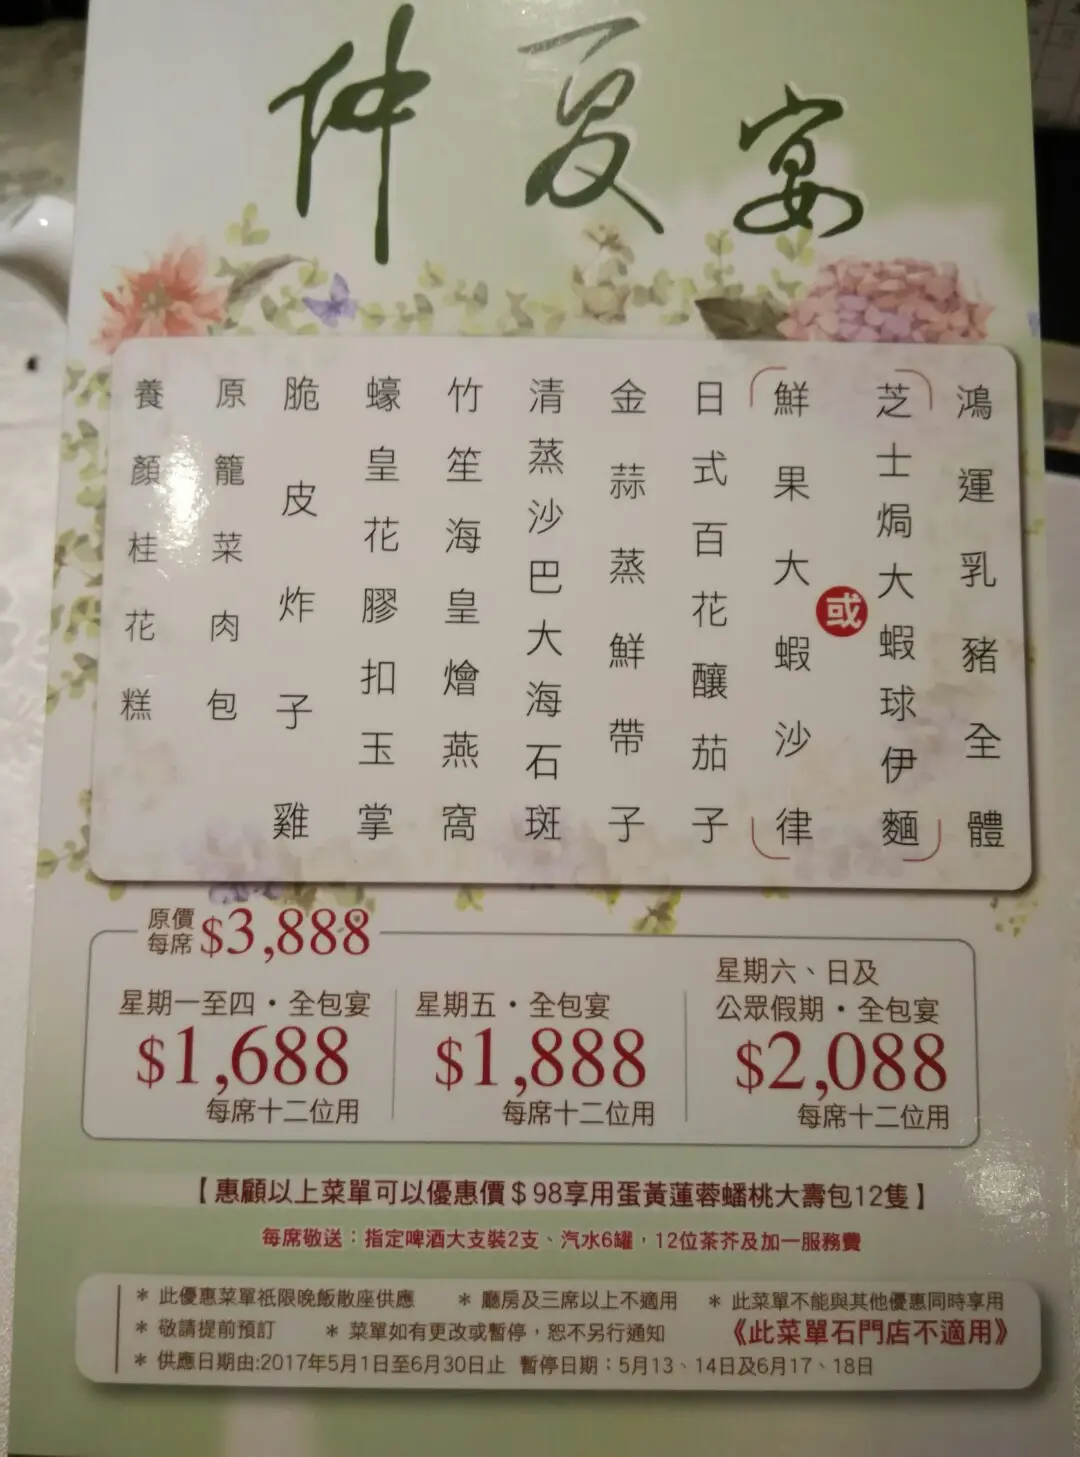 仲夏宴
鴻運乳豬全體
芝士焗大蝦球伊麵
或
鮮果大蝦沙律
日式百花釀茄子
金蒜蒸鮮帶子
清蒸沙巴大海石斑
竹笙海皇燴燕窩
蠔皇花膠扣玉掌
脆皮炸子雞
原籠菜肉包
養顏桂花糕
原價每席 $3,888
星期一至四・全包宴
$1,688
每席十二位用
星期五・全包宴
$1,888
每席十二位用
星期六、日及
公眾假期・全包宴
$2,088
每席十二位用
【惠顧以上菜單可以優惠價$98享用蛋黃蓮蓉蟠桃大壽包12隻】
每席敬送：指定啤酒大支裝2支、汽水6罐，12位茶芥及加一服務費
＊ 此優惠菜單祇限晚飯散座供應 ＊ 廳房及三席以上不適用 ＊ 此菜單不能與其他優惠同時享用
＊ 敬請提前預訂 ＊ 菜單如有更改或暫停，恕不另行通知 《此菜單石門店不適用》
＊ 供應日期由:2017年5月1日至6月30日止 暫停日期：5月13、14日及6月17、18日